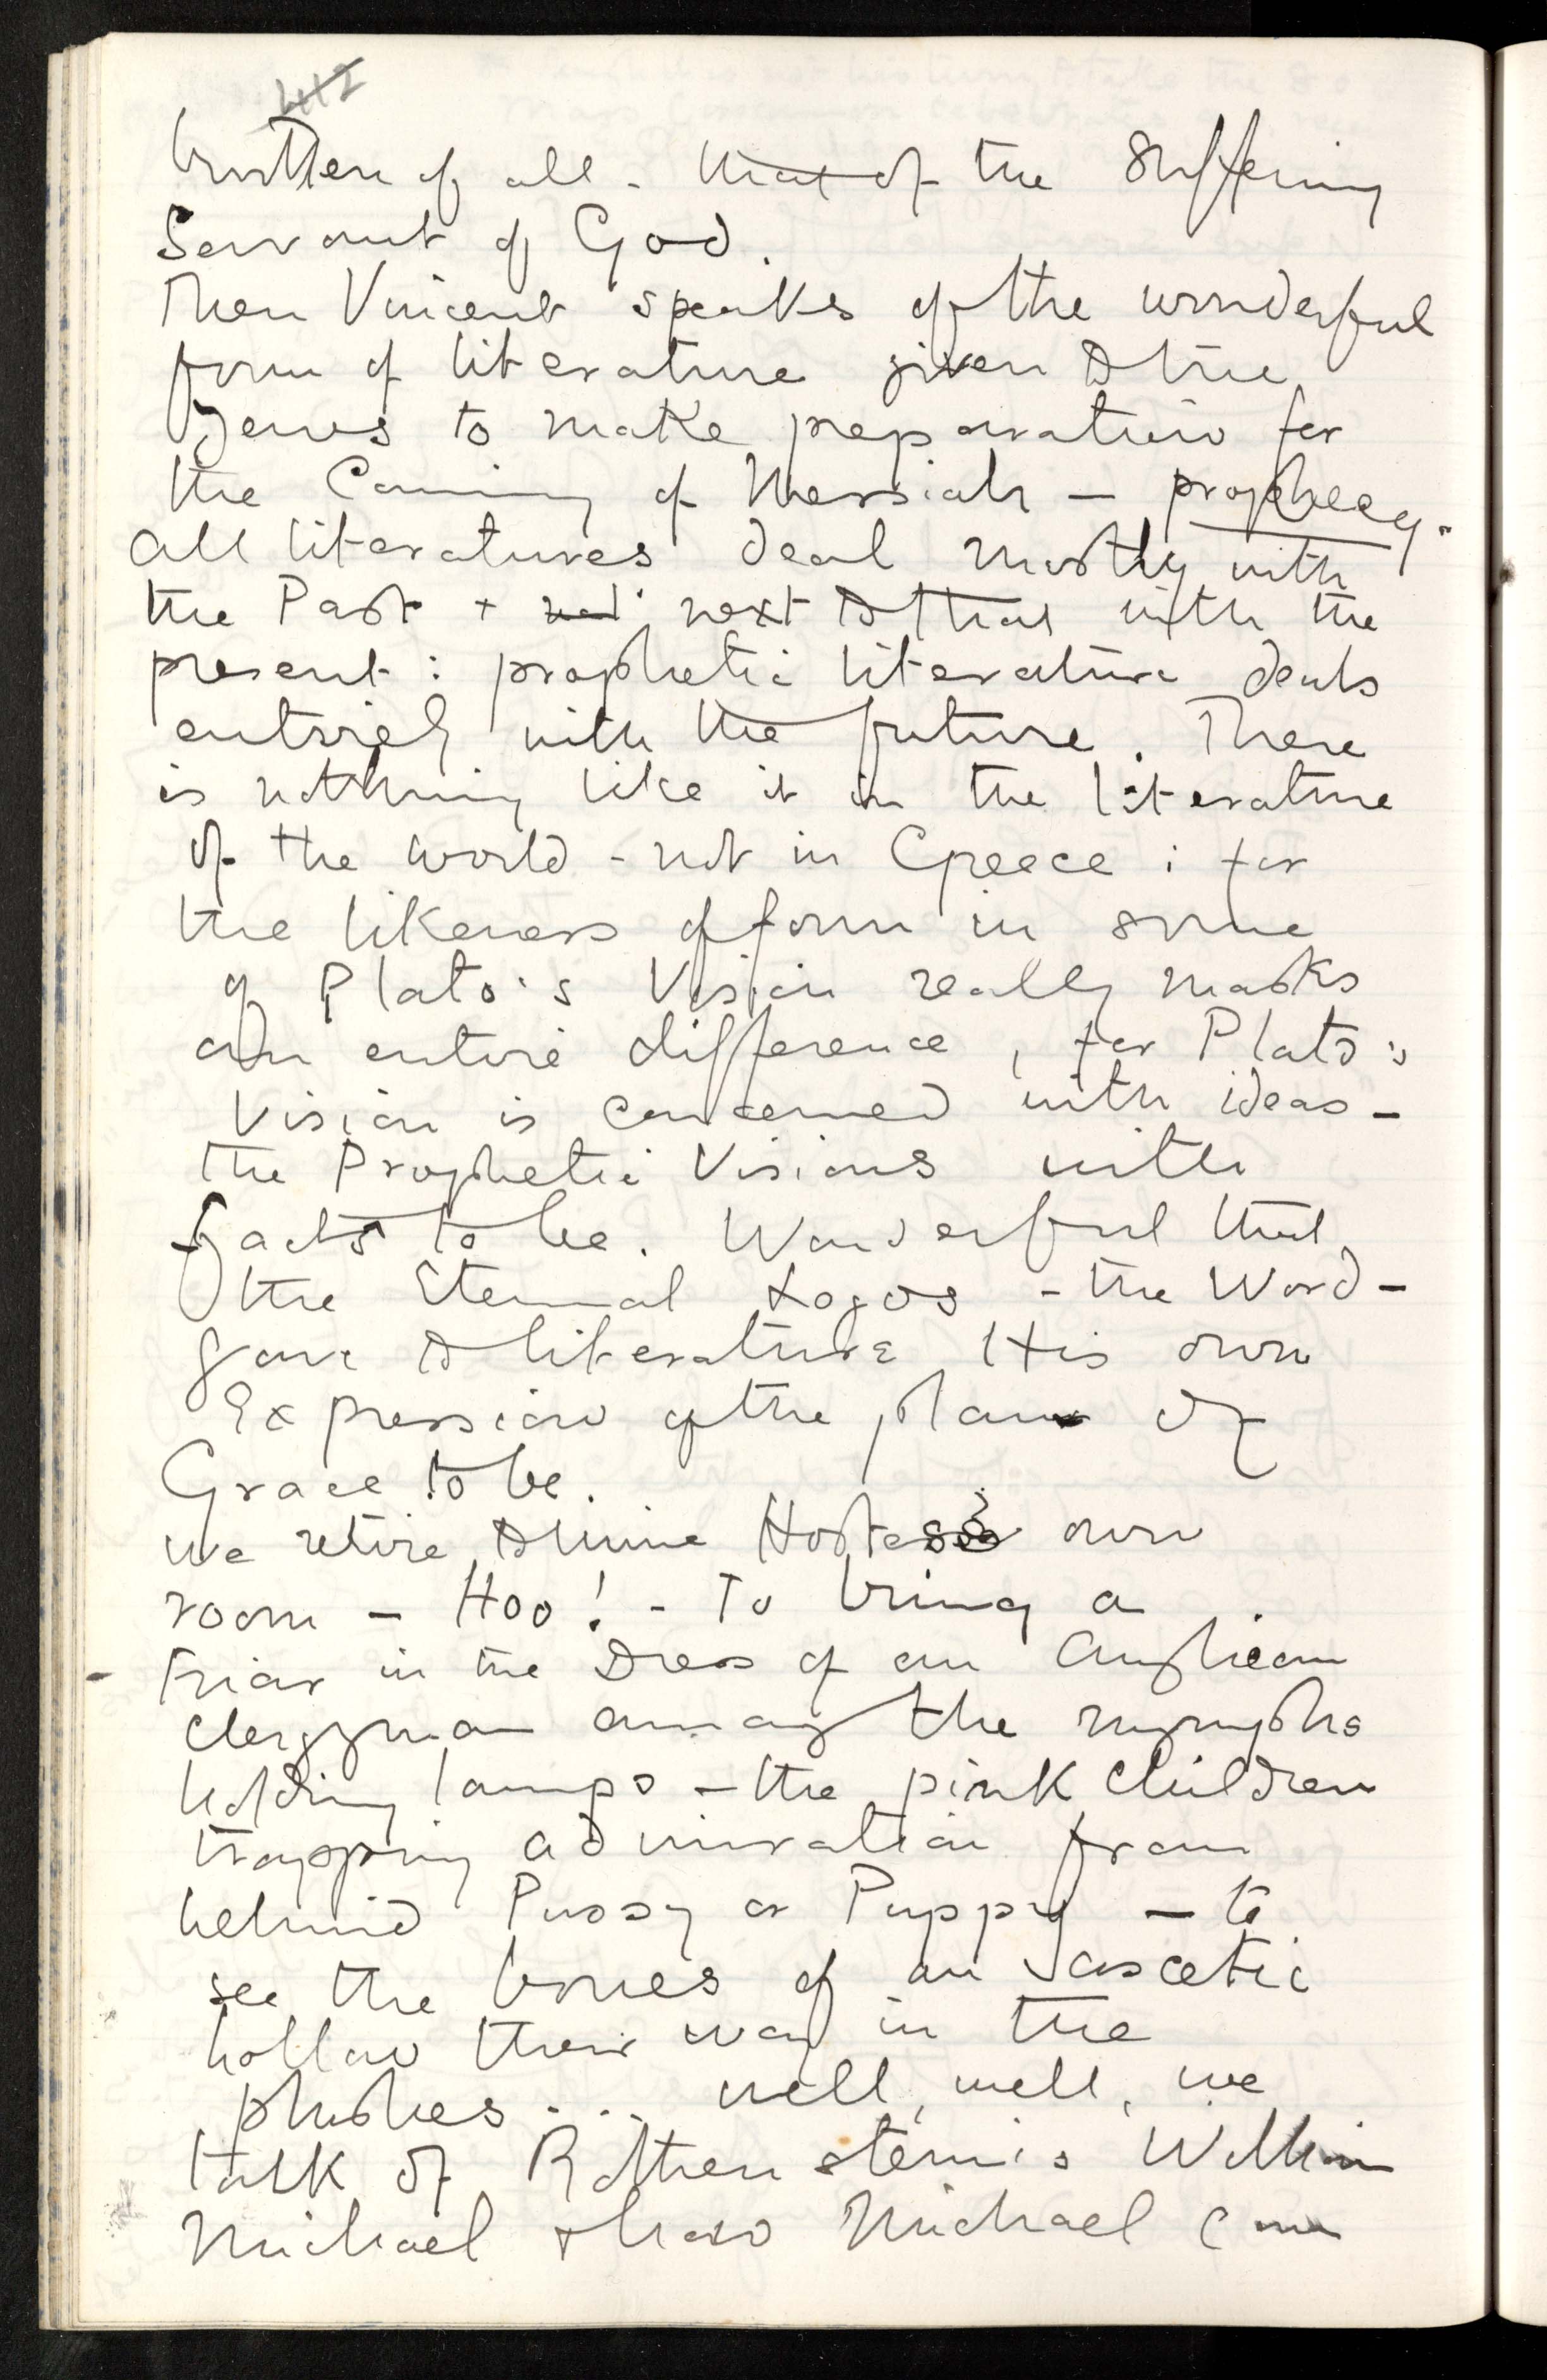 112
written of all - that of the Suffering
Servant of God.
Then Vincent speaks of the wonderful
form of literature given to the
Jews to make preparation for
the Coming of Messiah — prophecy.
All literatures deal mostly with
the Past + next to that with the
present : prophetic literature deals
entirely with the future. There
is nothing like it in the literature
of the world - not in Greece ; for
the likeness of form in some
of Plato's Vision really marks
an entire difference, for Plato's
Vision is concerned with ideas -
the Prophetic Visions with
Facts to be. Wonderful that
the Eternal Logos - the Word -
gave to literature His own
Expression of the plan of
Grace to be.
We retire to mine Hostess' own
room - Hoo! - To bring a
Friar in the Dress of an Anglican
clergyman among the nymphs
holding lamps - the pink children
trapping admiration from
behind Pussy or Puppy — to
see the bones of an ascetic
hollow their way in the
plushes ... well, well, we
talk of Rothenstein's William
Michael & how Michael came